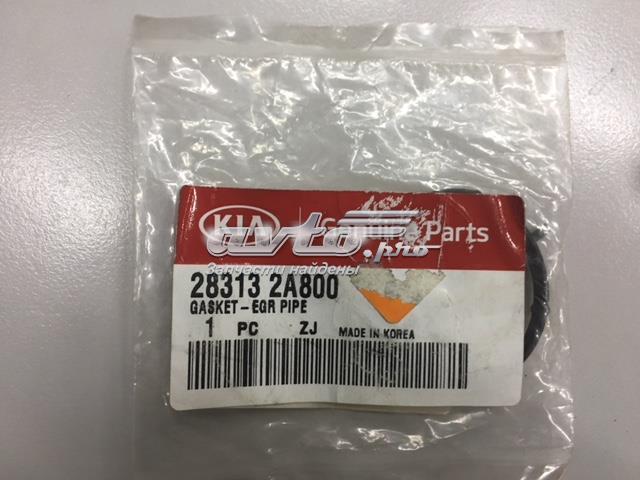 KIA Genuine Parts
avto.pro
Запчасти найдены
28313 2A800
GASKET-EGR PIPE
1 PC ZJ MADE IN KOREA